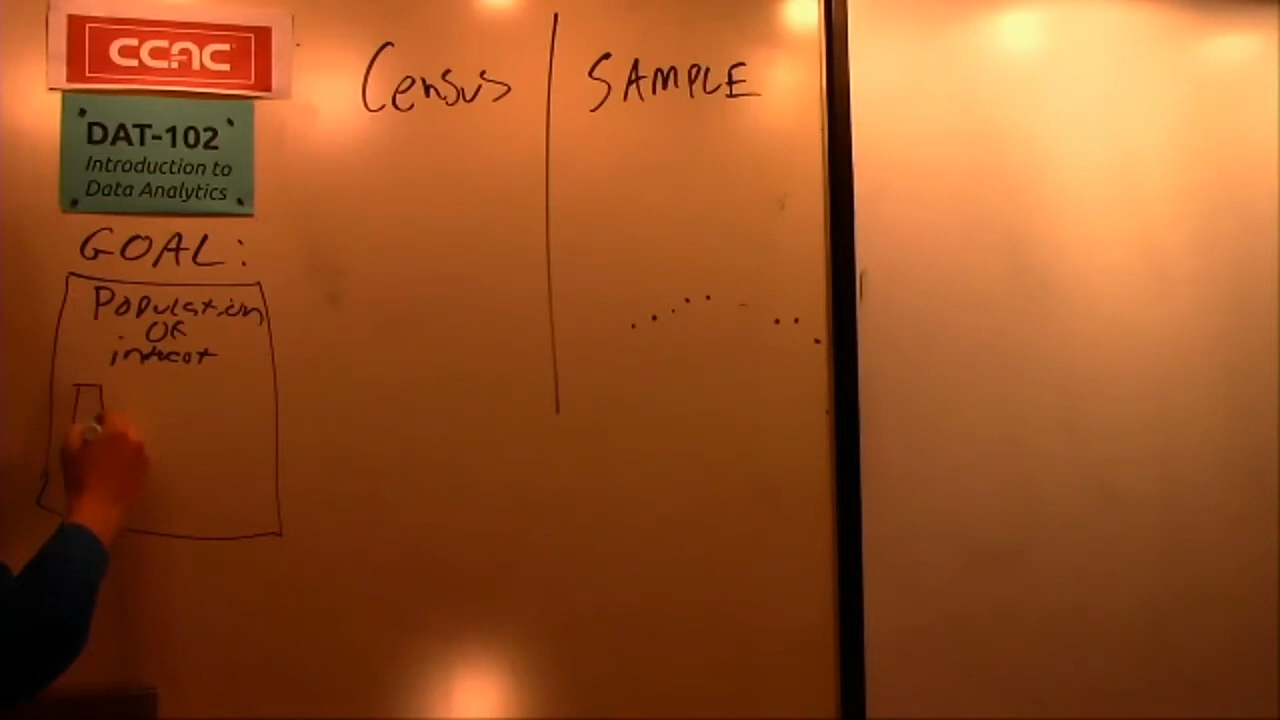 CCAC
DAT-102
Introduction to
Data Analytics
Census
SAMPLE
GOAL:
Population
OF
interest